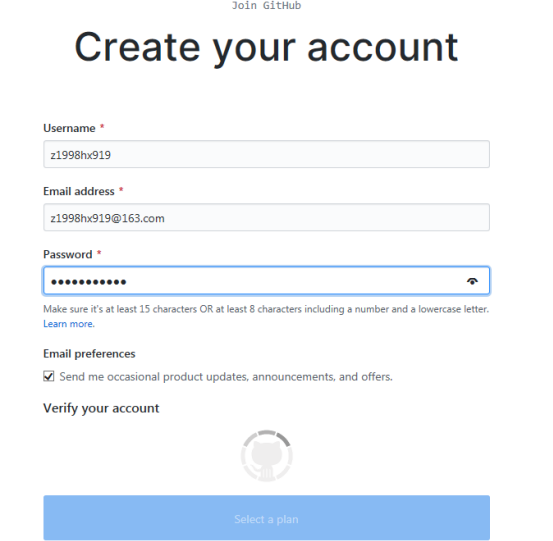 Join GitHub
Create your account
Username *
z1998hx919
Email address *
z1998hx919@163.com
Password *
●●●●●●●●●●●
Make sure it's at least 15 characters OR at least 8 characters including a number and a lowercase letter.
Learn more.
Email preferences
Send me occasional product updates, announcements, and offers.
Verify your account
Select a plan